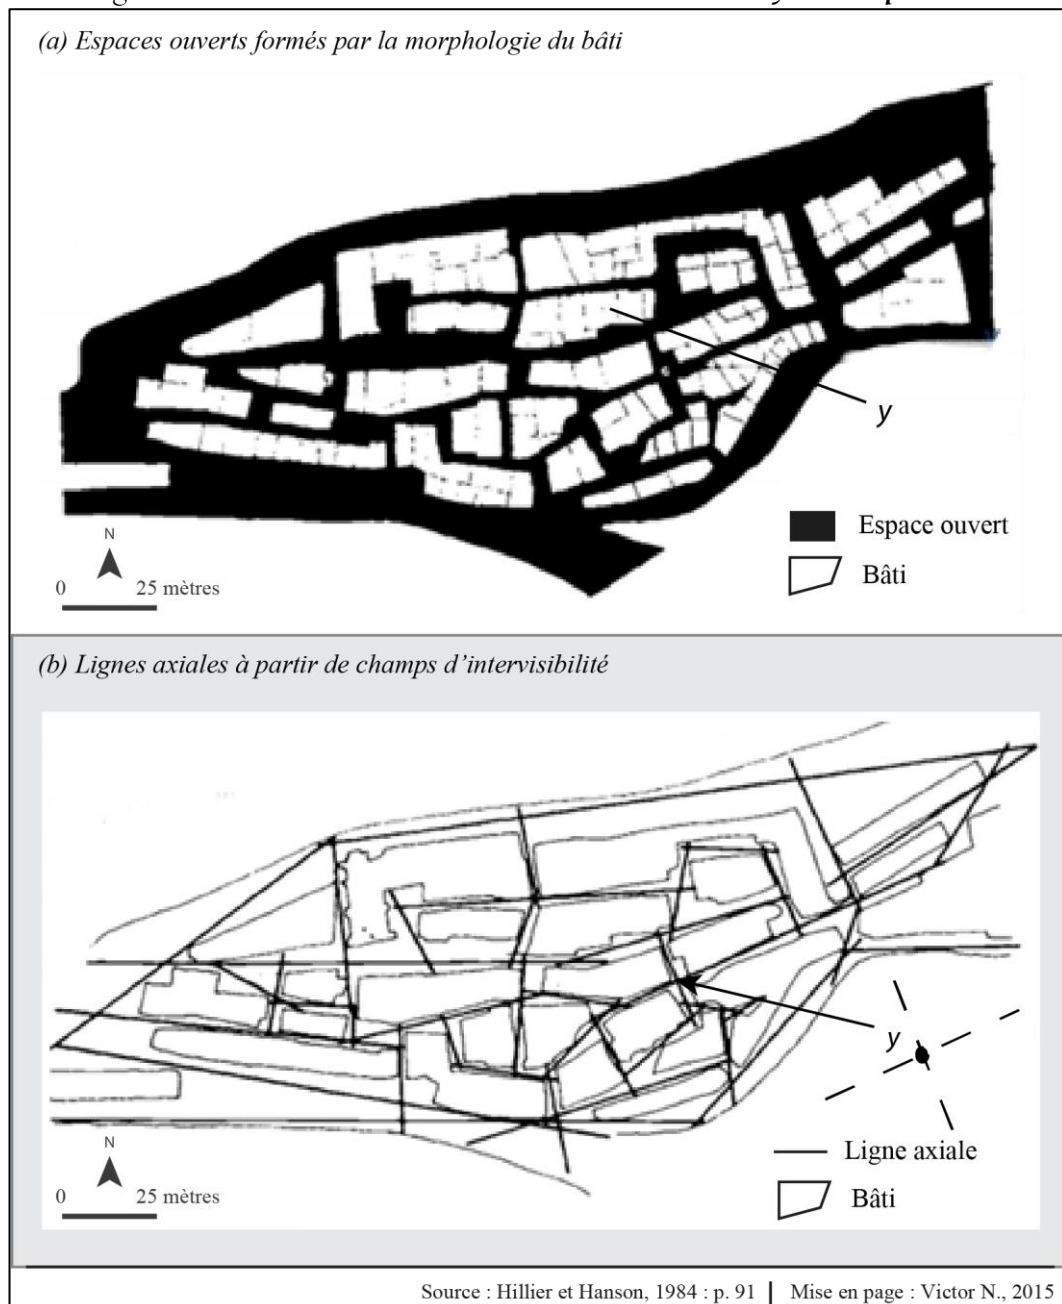 (a) Espaces ouverts formés par la morphologie du bâti
y
Espace ouvert
Bâti
N
0 25 mètres
(b) Lignes axiales à partir de champs d’intervisibilité
y
Ligne axiale
Bâti
N
0 25 mètres
Source : Hillier et Hanson, 1984 : p. 91 | Mise en page : Victor N., 2015